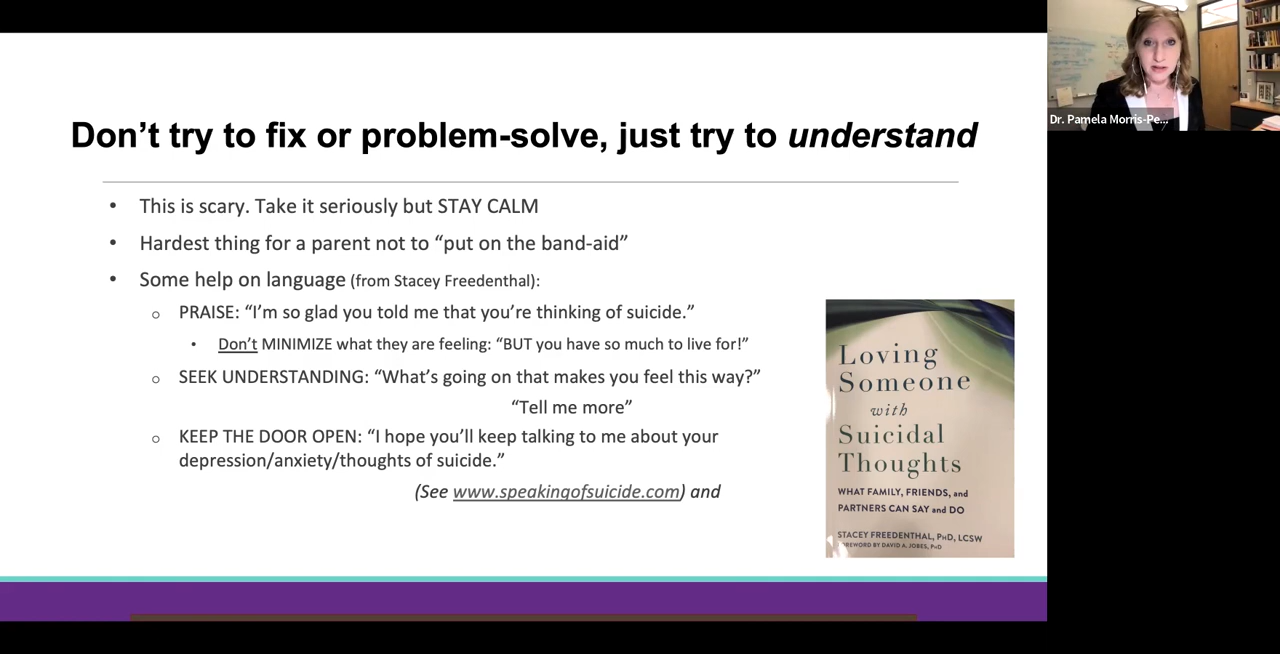 Don't try to fix or problem-solve, just try to understand
• This is scary. Take it seriously but STAY CALM
• Hardest thing for a parent not to “put on the band-aid”
• Some help on language (from Stacey Freedenthal):
o PRAISE: “I'm so glad you told me that you're thinking of suicide.”
• Don't MINIMIZE what they are feeling: “BUT you have so much to live for!”
o SEEK UNDERSTANDING: “What's going on that makes you feel this way?”
“Tell me more”
o KEEP THE DOOR OPEN: “I hope you'll keep talking to me about your
depression/anxiety/thoughts of suicide.”
(See www.speakingofsuicide.com) and
Loving
Someone
with
Suicidal
Thoughts
WHAT FAMILY, FRIENDS, and
PARTNERS CAN SAY and DO
STACEY FREEDENTHAL, PHD, LCSW
FOREWORD BY DAVID A. JOBES, PHD
Dr. Pamela Morris-Pe...